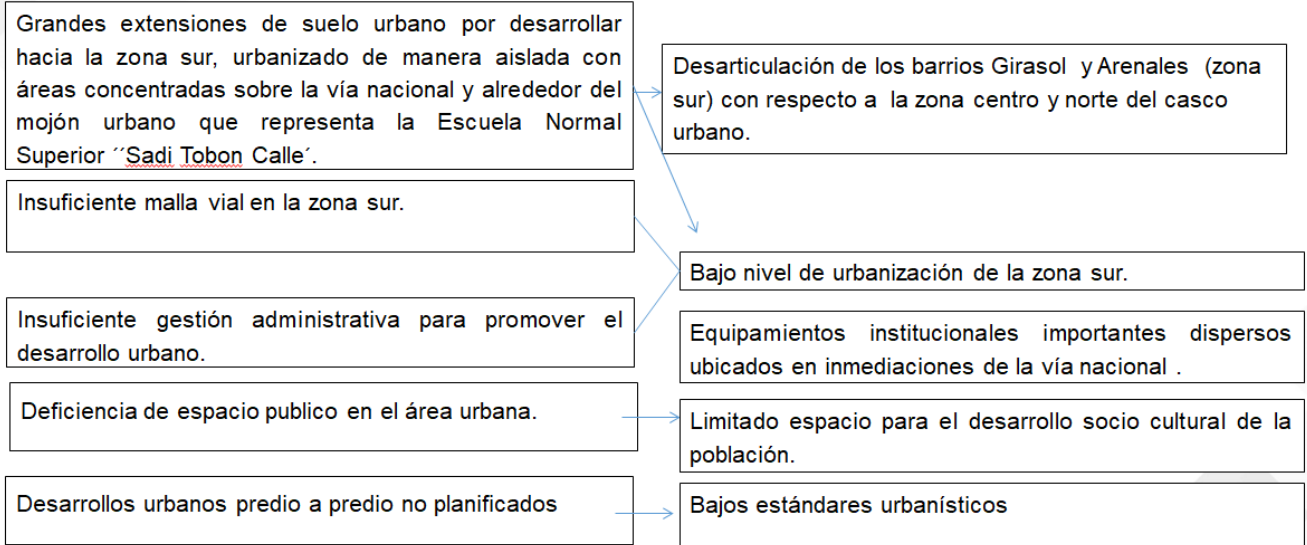 Grandes extensiones de suelo urbano por desarrollar
hacia la zona sur, urbanizado de manera aislada con
áreas concentradas sobre la vía nacional y alrededor del
mojón urbano que representa la Escuela Normal
Superior ´´Sadi Tobon Calle´.
Desarticulación de los barrios Girasol y Arenales (zona
sur) con respecto a la zona centro y norte del casco
urbano.
Insuficiente malla vial en la zona sur.
Bajo nivel de urbanización de la zona sur.
Insuficiente gestión administrativa para promover el
desarrollo urbano.
Equipamientos institucionales importantes dispersos
ubicados en inmediaciones de la vía nacional .
Deficiencia de espacio publico en el área urbana.
Limitado espacio para el desarrollo socio cultural de la
población.
Desarrollos urbanos predio a predio no planificados
Bajos estándares urbanísticos